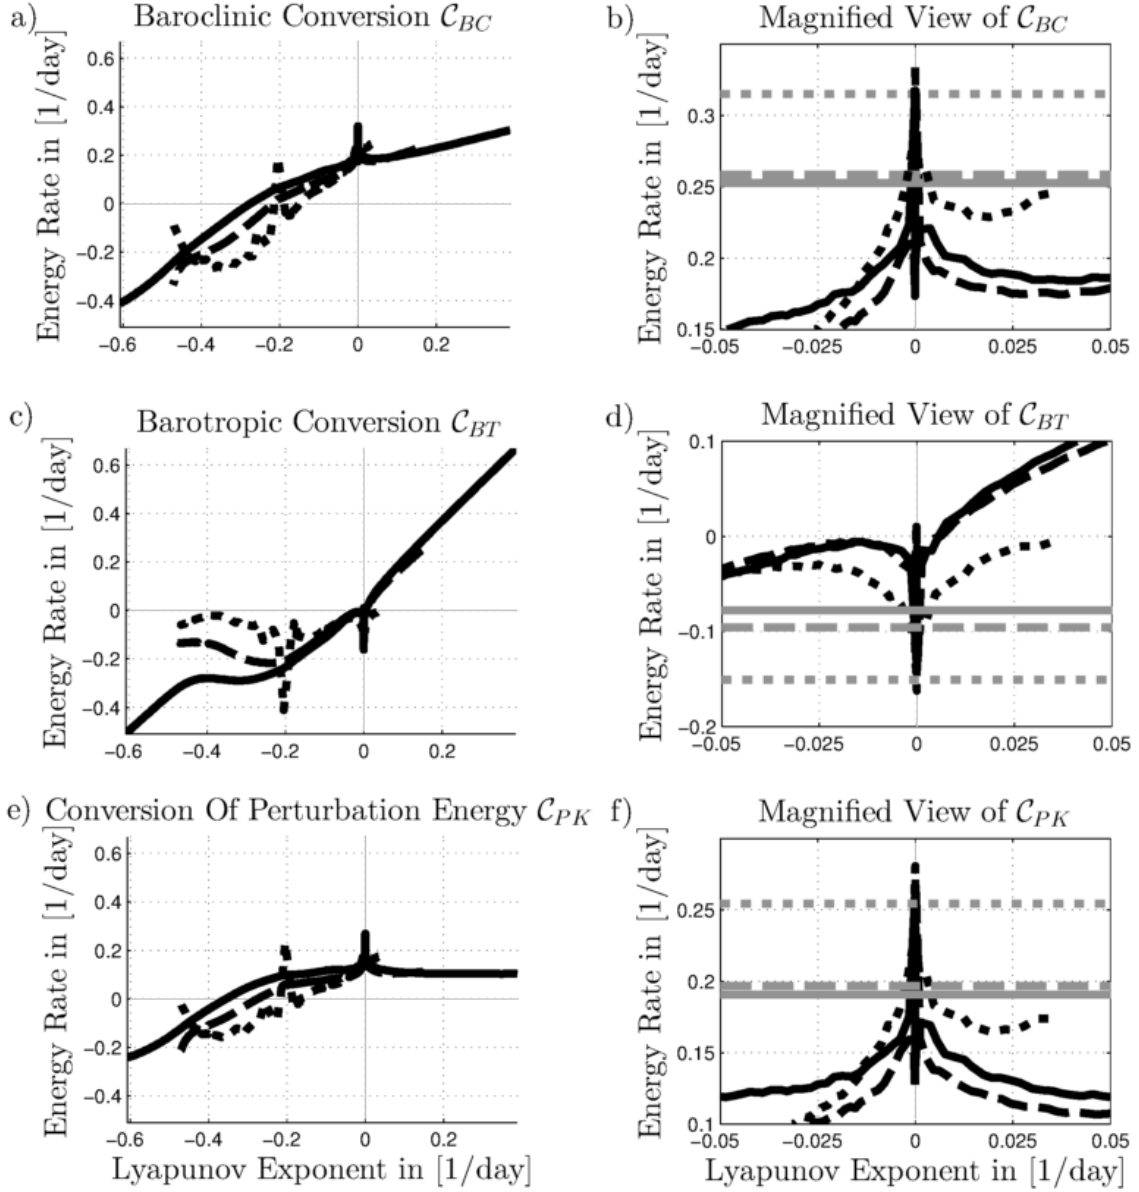 a) Baroclinic Conversion C_BC
Energy Rate in [1/day]
0.6
0.4
0.2
0
−0.2
−0.4
−0.6 −0.4 −0.2 0 0.2
b) Magnified View of C_BC
Energy Rate in [1/day]
0.3
0.25
0.2
0.15
−0.05 −0.025 0 0.025 0.05
c) Barotropic Conversion C_BT
Energy Rate in [1/day]
0.6
0.4
0.2
0
−0.2
−0.4
−0.6 −0.4 −0.2 0 0.2
d) Magnified View of C_BT
Energy Rate in [1/day]
0.1
0
−0.1
−0.2
−0.05 −0.025 0 0.025 0.05
e) Conversion Of Perturbation Energy C_PK
Energy Rate in [1/day]
0.6
0.4
0.2
0
−0.2
−0.4
−0.6 −0.4 −0.2 0 0.2
Lyapunov Exponent in [1/day]
f) Magnified View of C_PK
Energy Rate in [1/day]
0.25
0.2
0.15
0.1
−0.05 −0.025 0 0.025 0.05
Lyapunov Exponent in [1/day]